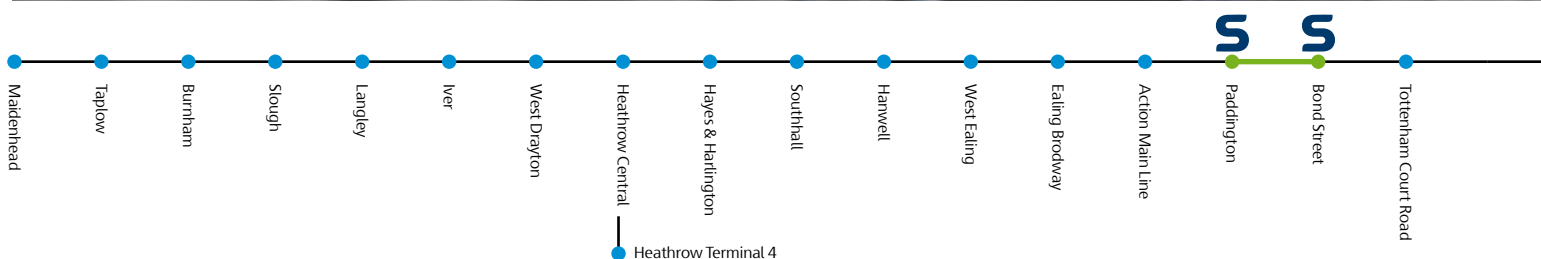 S S
Maidenhead
Taplow
Burnham
Slough
Langley
Iver
West Drayton
Heathrow Central
Hayes & Harlington
Southhall
Hanwell
West Ealing
Ealing Brodway
Action Main Line
Paddington
Bond Street
Tottenham Court Road
Heathrow Terminal 4